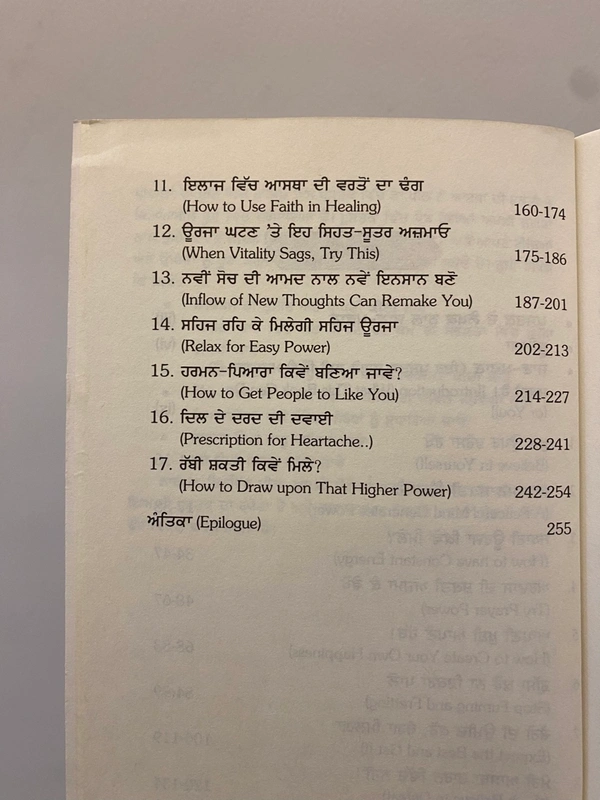 11. ਇਲਾਜ ਵਿੱਚ ਆਸਥਾ ਦੀ ਵਰਤੋਂ ਦਾ ਢੰਗ
(How to Use Faith in Healing) 160-174
12. ਊਰਜਾ ਘਟਣ 'ਤੇ ਇਹ ਸਿਹਤ-ਸੂਤਰ ਅਜ਼ਮਾਓ
(When Vitality Sags, Try This) 175-186
13. ਨਵੀਂ ਸੋਚ ਦੀ ਆਮਦ ਨਾਲ ਨਵੇਂ ਇਨਸਾਨ ਬਣੋ
(Inflow of New Thoughts Can Remake You) 187-201
14. ਸਹਿਜ ਰਹਿ ਕੇ ਮਿਲੇਗੀ ਸਹਿਜ ਊਰਜਾ
(Relax for Easy Power) 202-213
15. ਹਰਮਨ-ਪਿਆਰਾ ਕਿਵੇਂ ਬਣਿਆ ਜਾਵੇ?
(How to Get People to Like You) 214-227
16. ਦਿਲ ਦੇ ਦਰਦ ਦੀ ਦਵਾਈ
(Prescription for Heartache..) 228-241
17. ਰੱਬੀ ਸ਼ਕਤੀ ਕਿਵੇਂ ਮਿਲੇ?
(How to Draw upon That Higher Power) 242-254
ਅੰਤਿਕਾ (Epilogue) 255